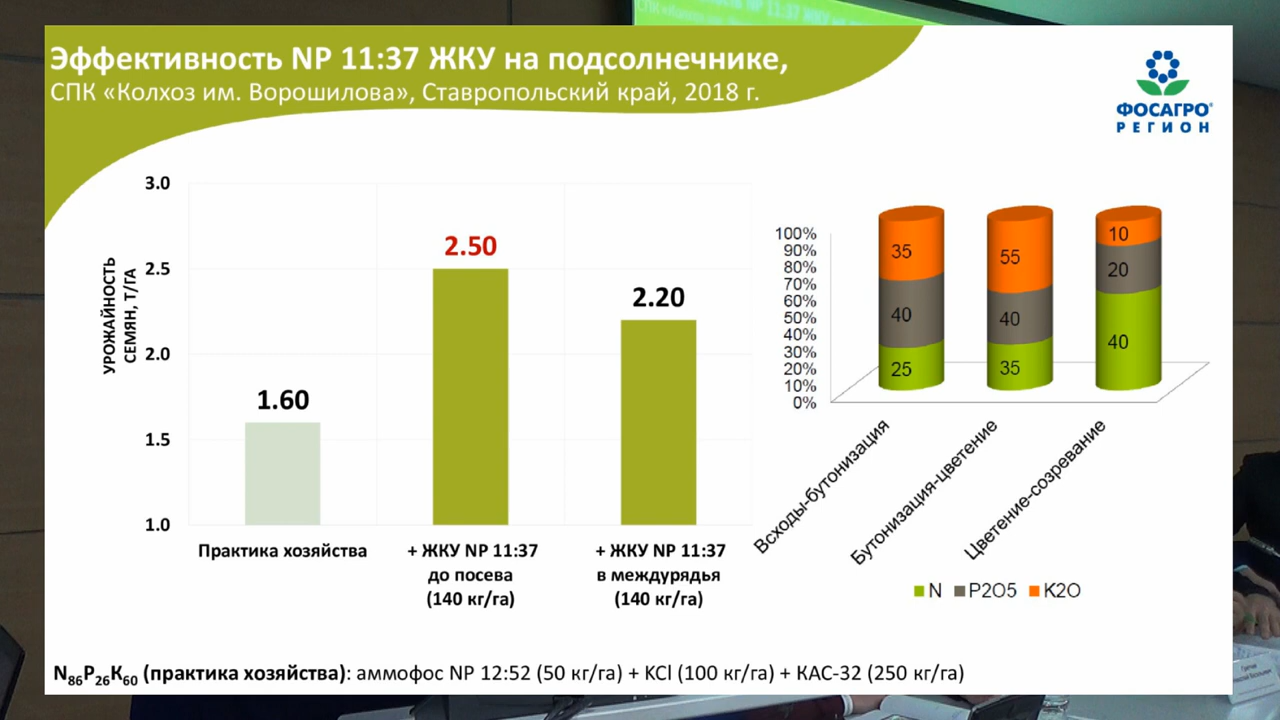 Эффективность NP 11:37 ЖКУ на подсолнечнике,
СПК «Колхоз им. Ворошилова», Ставропольский край, 2018 г.
ФОСАГРО®
РЕГИОН
УРОЖАЙНОСТЬ
СЕМЯН, Т/ГА
3.0
2.5
2.0
1.5
1.0
1.60
2.50
2.20
Практика хозяйства
+ ЖКУ NP 11:37
до посева
(140 кг/га)
+ ЖКУ NP 11:37
в междурядья
(140 кг/га)
100%
90%
80%
70%
60%
50%
40%
30%
20%
10%
0%
35
40
25
55
40
35
10
20
40
Всходы-бутонизация
Бутонизация-цветение
Цветение-созревание
N P2O5 K2O
N₈₆P₂₆K₆₀ (практика хозяйства): аммофос NP 12:52 (50 кг/га) + KCl (100 кг/га) + КАС-32 (250 кг/га)